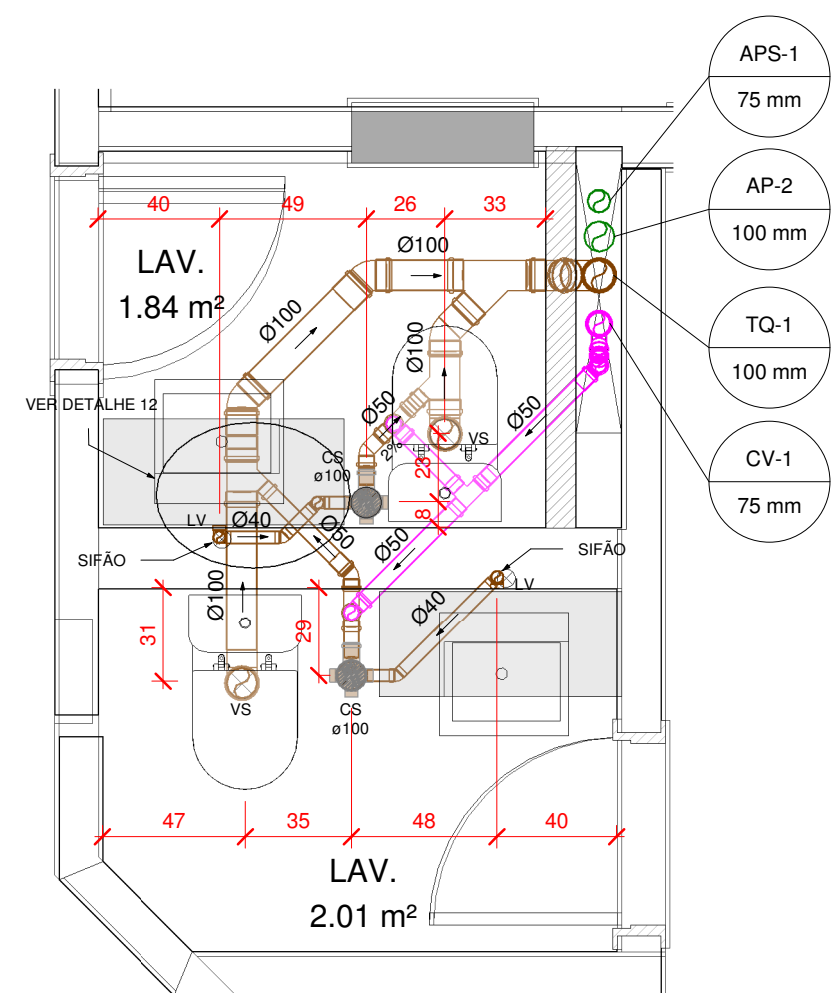 APS-1
75 mm
AP-2
100 mm
TQ-1
100 mm
CV-1
75 mm
40
49
26
33
LAV.
1.84 m²
Ø100
Ø100
Ø100
Ø50
2%
Ø50
VER DETALHE 12
VS
23
8
CS
ø100
LV
Ø40
SIFÃO
Ø50
Ø50
SIFÃO
LV
Ø40
Ø100
31
29
VS
CS
ø100
47
35
48
40
LAV.
2.01 m²